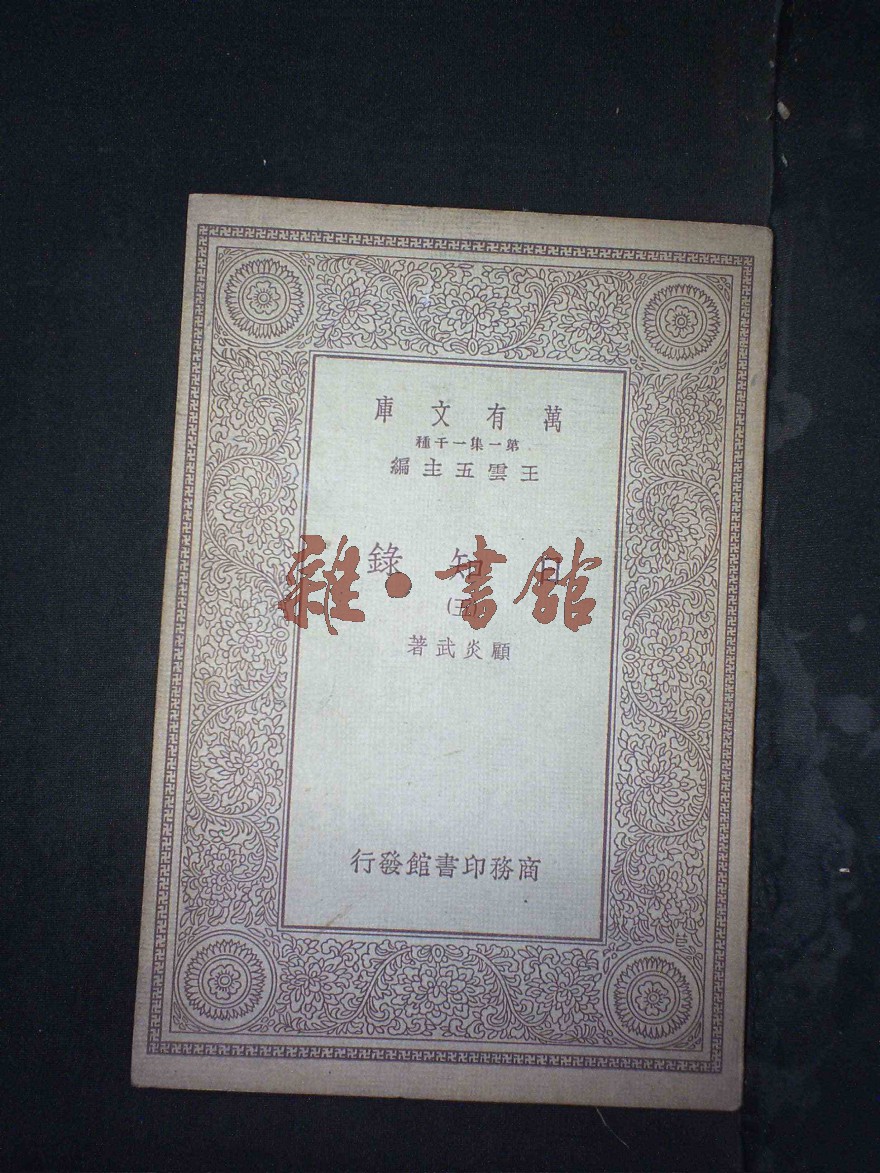 萬有文庫
第一集一千種
王雲五主編
日知錄
(五)
顧炎武著
商務印書館發行
雜·書館